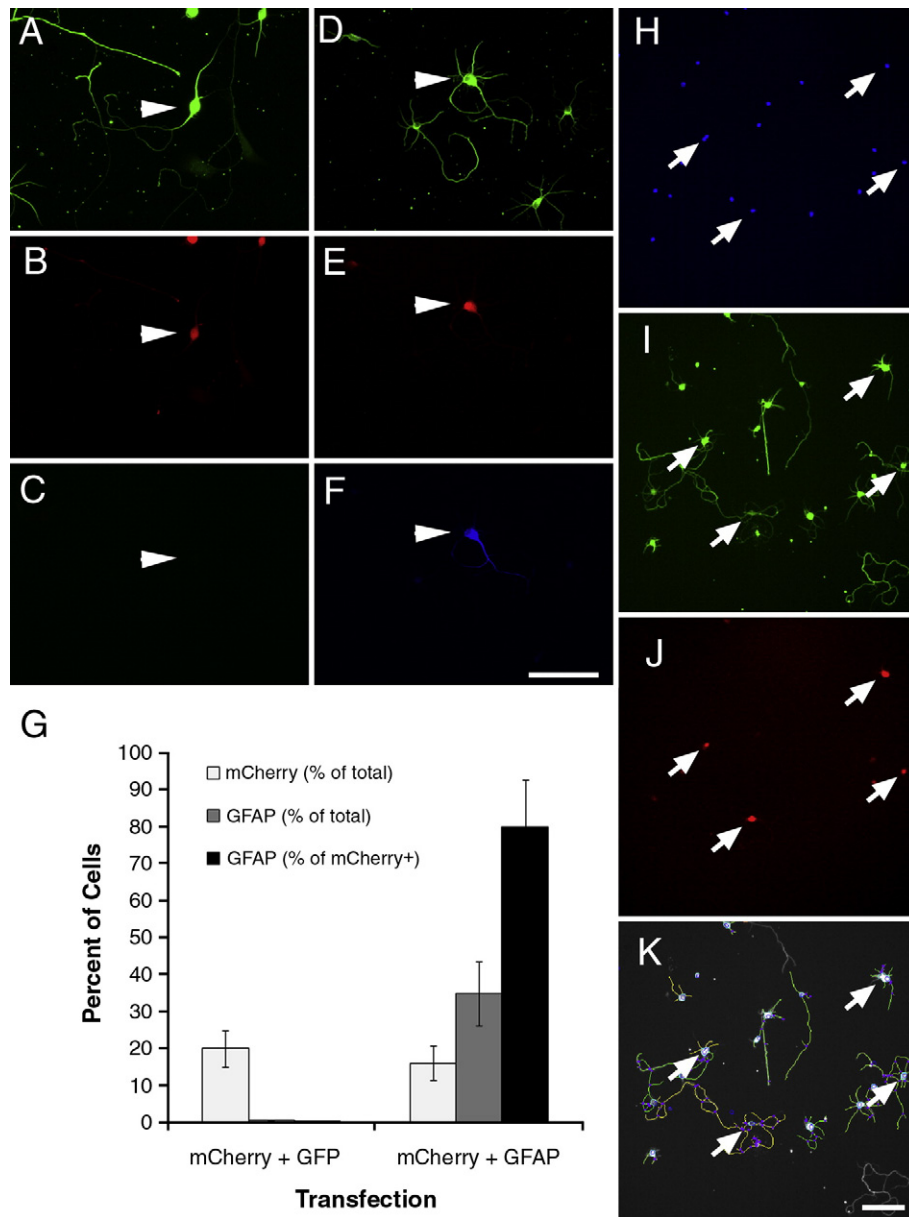 A
D
H
B
E
I
C
F
J
G
100
90
80
70
60
50
40
30
20
10
0
Percent of Cells
mCherry (% of total)
GFAP (% of total)
GFAP (% of mCherry+)
mCherry + GFP
mCherry + GFAP
Transfection
K